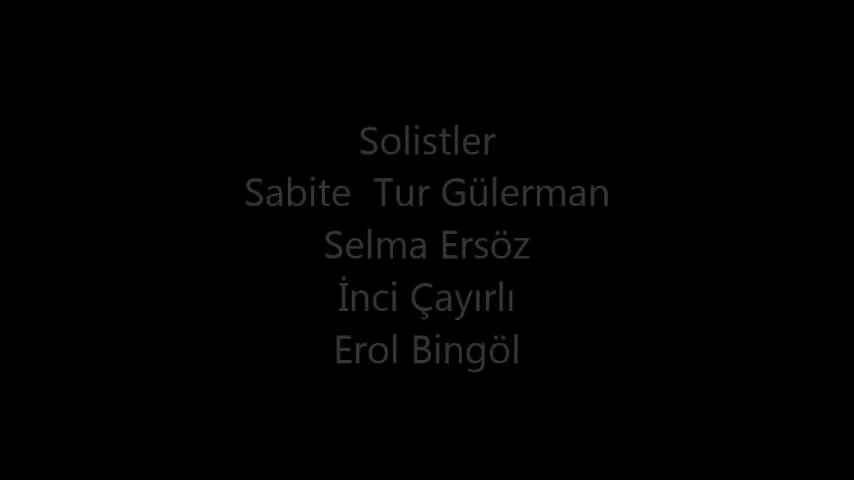 Solistler
Sabite  Tur Gülerman
Selma Ersöz
İnci Çayırlı
Erol Bingöl